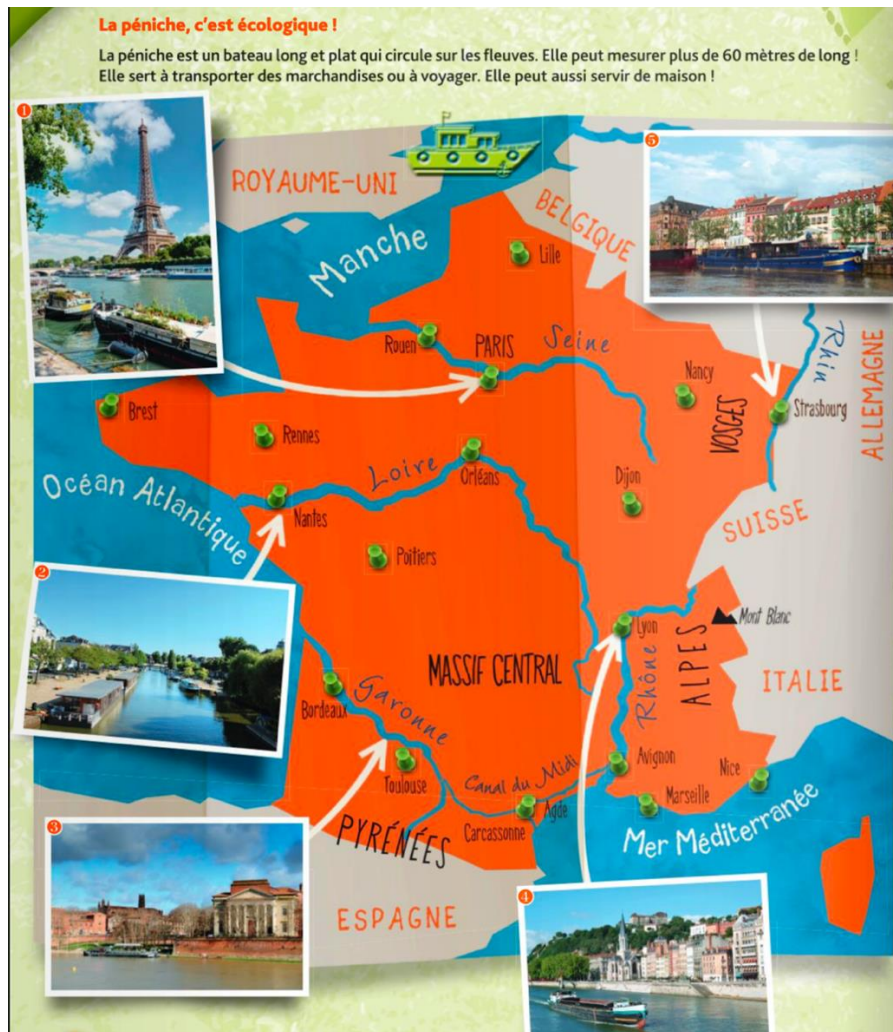 La péniche, c'est écologique !
La péniche est un bateau long et plat qui circule sur les fleuves. Elle peut mesurer plus de 60 mètres de long !
Elle sert à transporter des marchandises ou à voyager. Elle peut aussi servir de maison !
1
5
ROYAUME-UNI
BELGIQUE
Manche
Lille
Rouen
PARIS
Seine
Rhin
ALLEMAGNE
Nancy
VOSGES
Strasbourg
Brest
Rennes
Loire
Orléans
Dijon
Océan Atlantique
Nantes
SUISSE
Poitiers
2
Lyon
Mont Blanc
MASSIF CENTRAL
Rhône
ALPES
ITALIE
Bordeaux
Garonne
Toulouse
Canal du Midi
Avignon
Nice
Marseille
Agde
Carcassonne
Mer Méditerranée
PYRÉNÉES
3
ESPAGNE
4